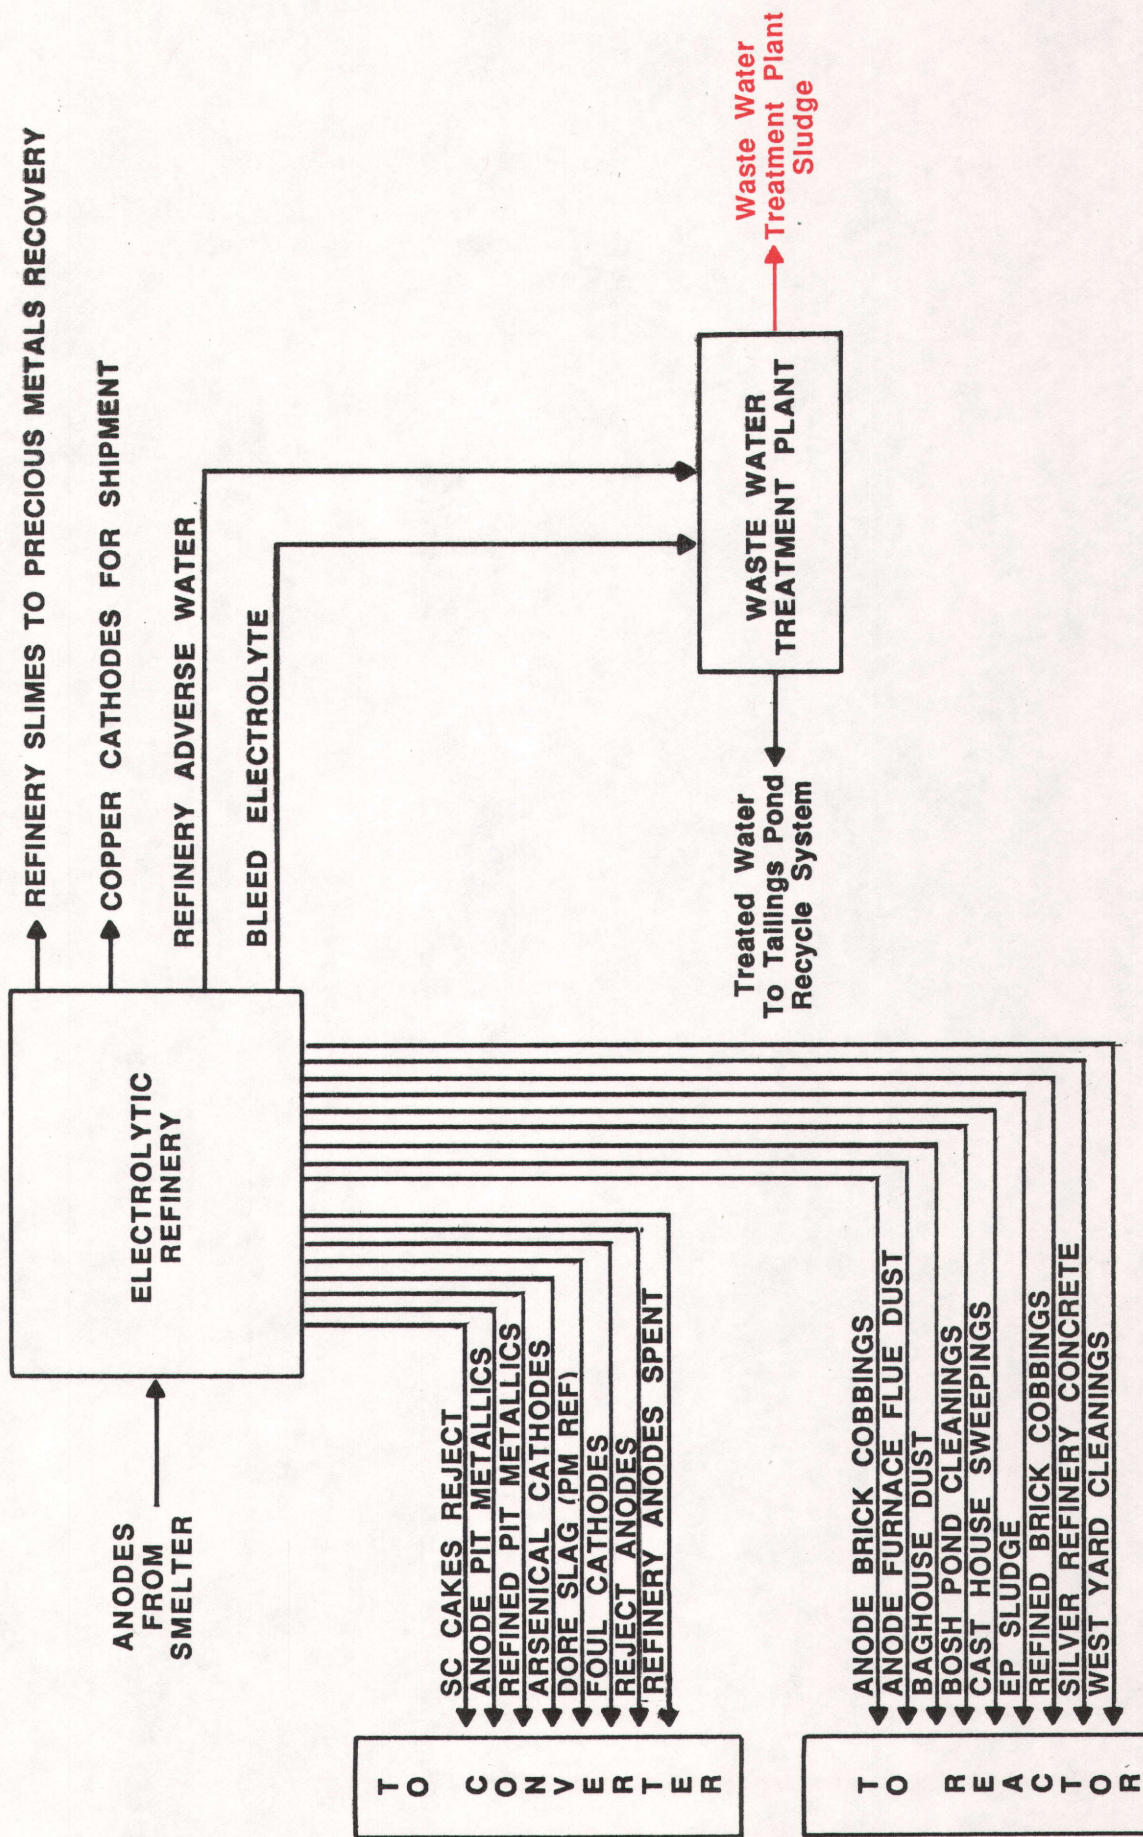 REFINERY SLIMES TO PRECIOUS METALS RECOVERY
COPPER CATHODES FOR SHIPMENT
REFINERY ADVERSE WATER
BLEED ELECTROLYTE
ELECTROLYTIC
REFINERY
ANODES
FROM
SMELTER
SC CAKES REJECT
ANODE PIT METALLICS
REFINED PIT METALLICS
ARSENICAL CATHODES
DORE SLAG (PM REF)
FOUL CATHODES
REJECT ANODES
REFINERY ANODES SPENT
TO CONVERTER
Treated Water
To Tailings Pond
Recycle System
WASTE WATER
TREATMENT PLANT
Waste Water
Treatment Plant
Sludge
ANODE BRICK COBBINGS
ANODE FURNACE FLUE DUST
BAGHOUSE DUST
BOSH POND CLEANINGS
CAST HOUSE SWEEPINGS
EP SLUDGE
REFINED BRICK COBBINGS
SILVER REFINERY CONCRETE
WEST YARD CLEANINGS
TO REACTOR